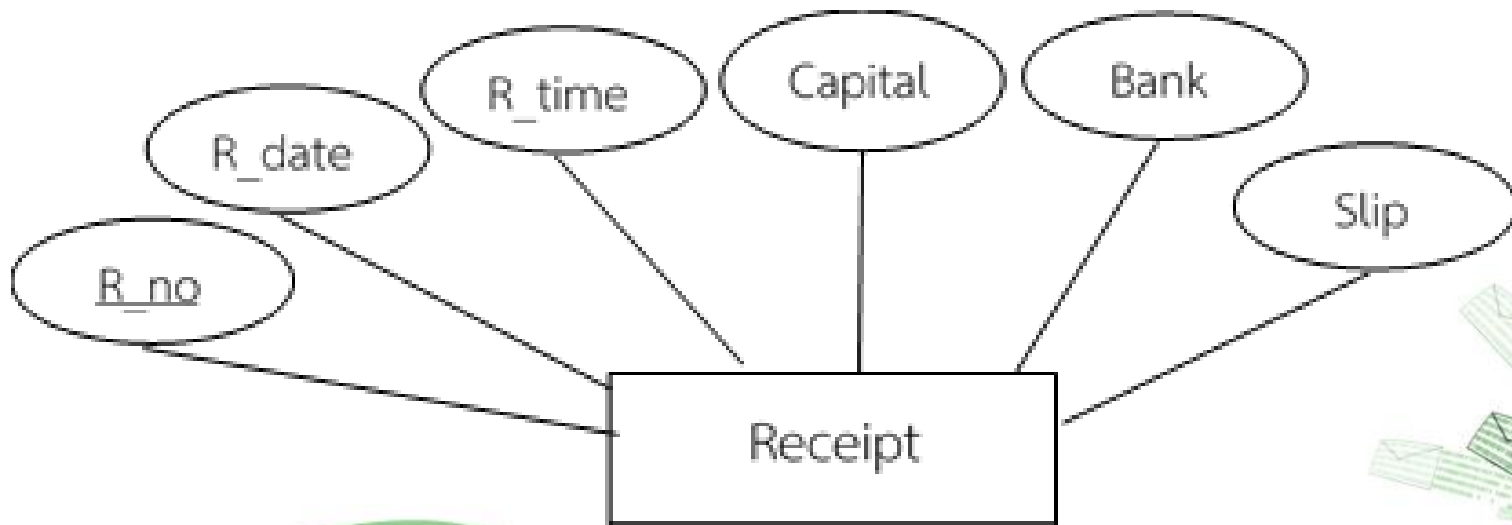 R_time
Capital
Bank
R_date
Slip
R_no
Receipt